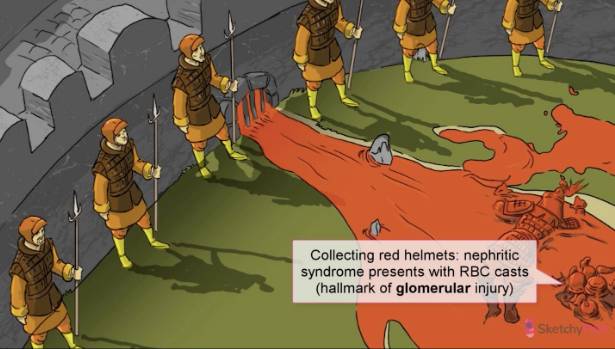 Collecting red helmets: nephritic
syndrome presents with RBC casts
(hallmark of glomerular injury)
Sketchy